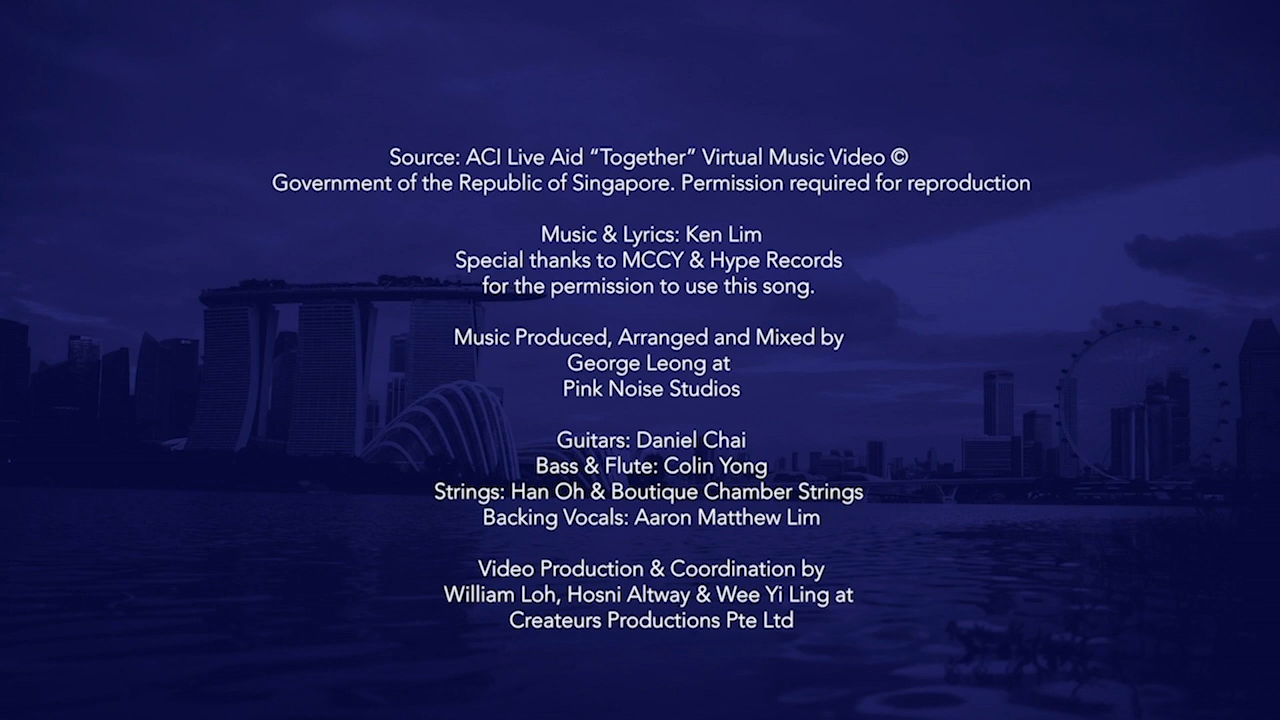 Source: ACI Live Aid “Together” Virtual Music Video ©
Government of the Republic of Singapore. Permission required for reproduction
Music & Lyrics: Ken Lim
Special thanks to MCCY & Hype Records
for the permission to use this song.
Music Produced, Arranged and Mixed by
George Leong at
Pink Noise Studios
Guitars: Daniel Chai
Bass & Flute: Colin Yong
Strings: Han Oh & Boutique Chamber Strings
Backing Vocals: Aaron Matthew Lim
Video Production & Coordination by
William Loh, Hosni Altway & Wee Yi Ling at
Createurs Productions Pte Ltd